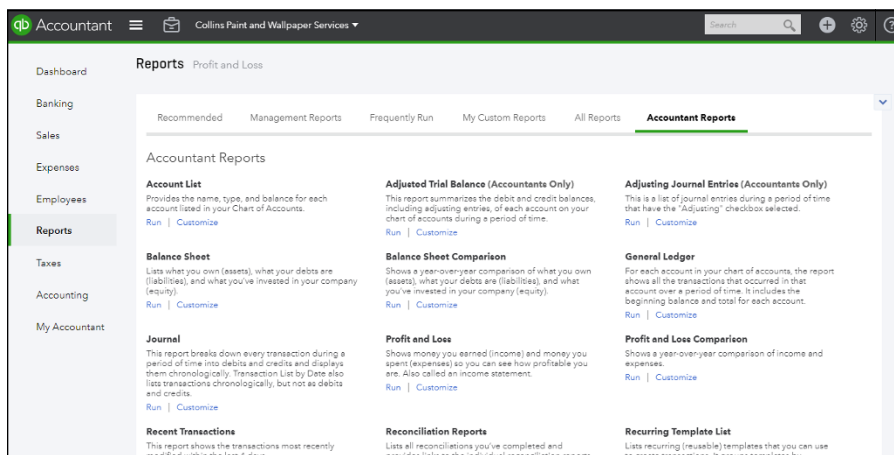 qb Accountant Collins Paint and Wallpaper Services Search
Dashboard
Banking
Sales
Expenses
Employees
Reports
Taxes
Accounting
My Accountant
Reports Profit and Loss
Recommended Management Reports Frequently Run My Custom Reports All Reports Accountant Reports
Accountant Reports
Account List
Provides the name, type, and balance for each
account listed in your Chart of Accounts.
Run | Customize
Adjusted Trial Balance (Accountants Only)
This report summarizes the debit and credit balances,
including adjusting entries, of each account on your
chart of accounts during a period of time.
Run | Customize
Adjusting Journal Entries (Accountants Only)
This is a list of journal entries during a period of time
that have the "Adjusting" checkbox selected.
Run | Customize
Balance Sheet
Lists what you own (assets), what your debts are
(liabilities), and what you've invested in your company
(equity).
Run | Customize
Balance Sheet Comparison
Shows a year-over-year comparison of what you own
(assets), what your debts are (liabilities), and what
you've invested in your company (equity).
Run | Customize
General Ledger
For each account in your chart of accounts, the report
shows all the transactions that occurred in that
account over a period of time. It includes the
beginning balance and total for each account.
Run | Customize
Journal
This report breaks down every transaction during a
period of time into debits and credits and displays
them chronologically. Transaction List by Date also
lists transactions chronologically, but not as debits
and credits.
Run | Customize
Profit and Loss
Shows money you earned (income) and money you
spent (expenses) so you can see how profitable you
are. Also called an income statement.
Run | Customize
Profit and Loss Comparison
Shows a year-over-year comparison of income and
expenses.
Run | Customize
Recent Transactions
This report shows the transactions most recently
Reconciliation Reports
Lists all reconciliations you've completed and
Recurring Template List
Lists recurring (reusable) templates that you can use